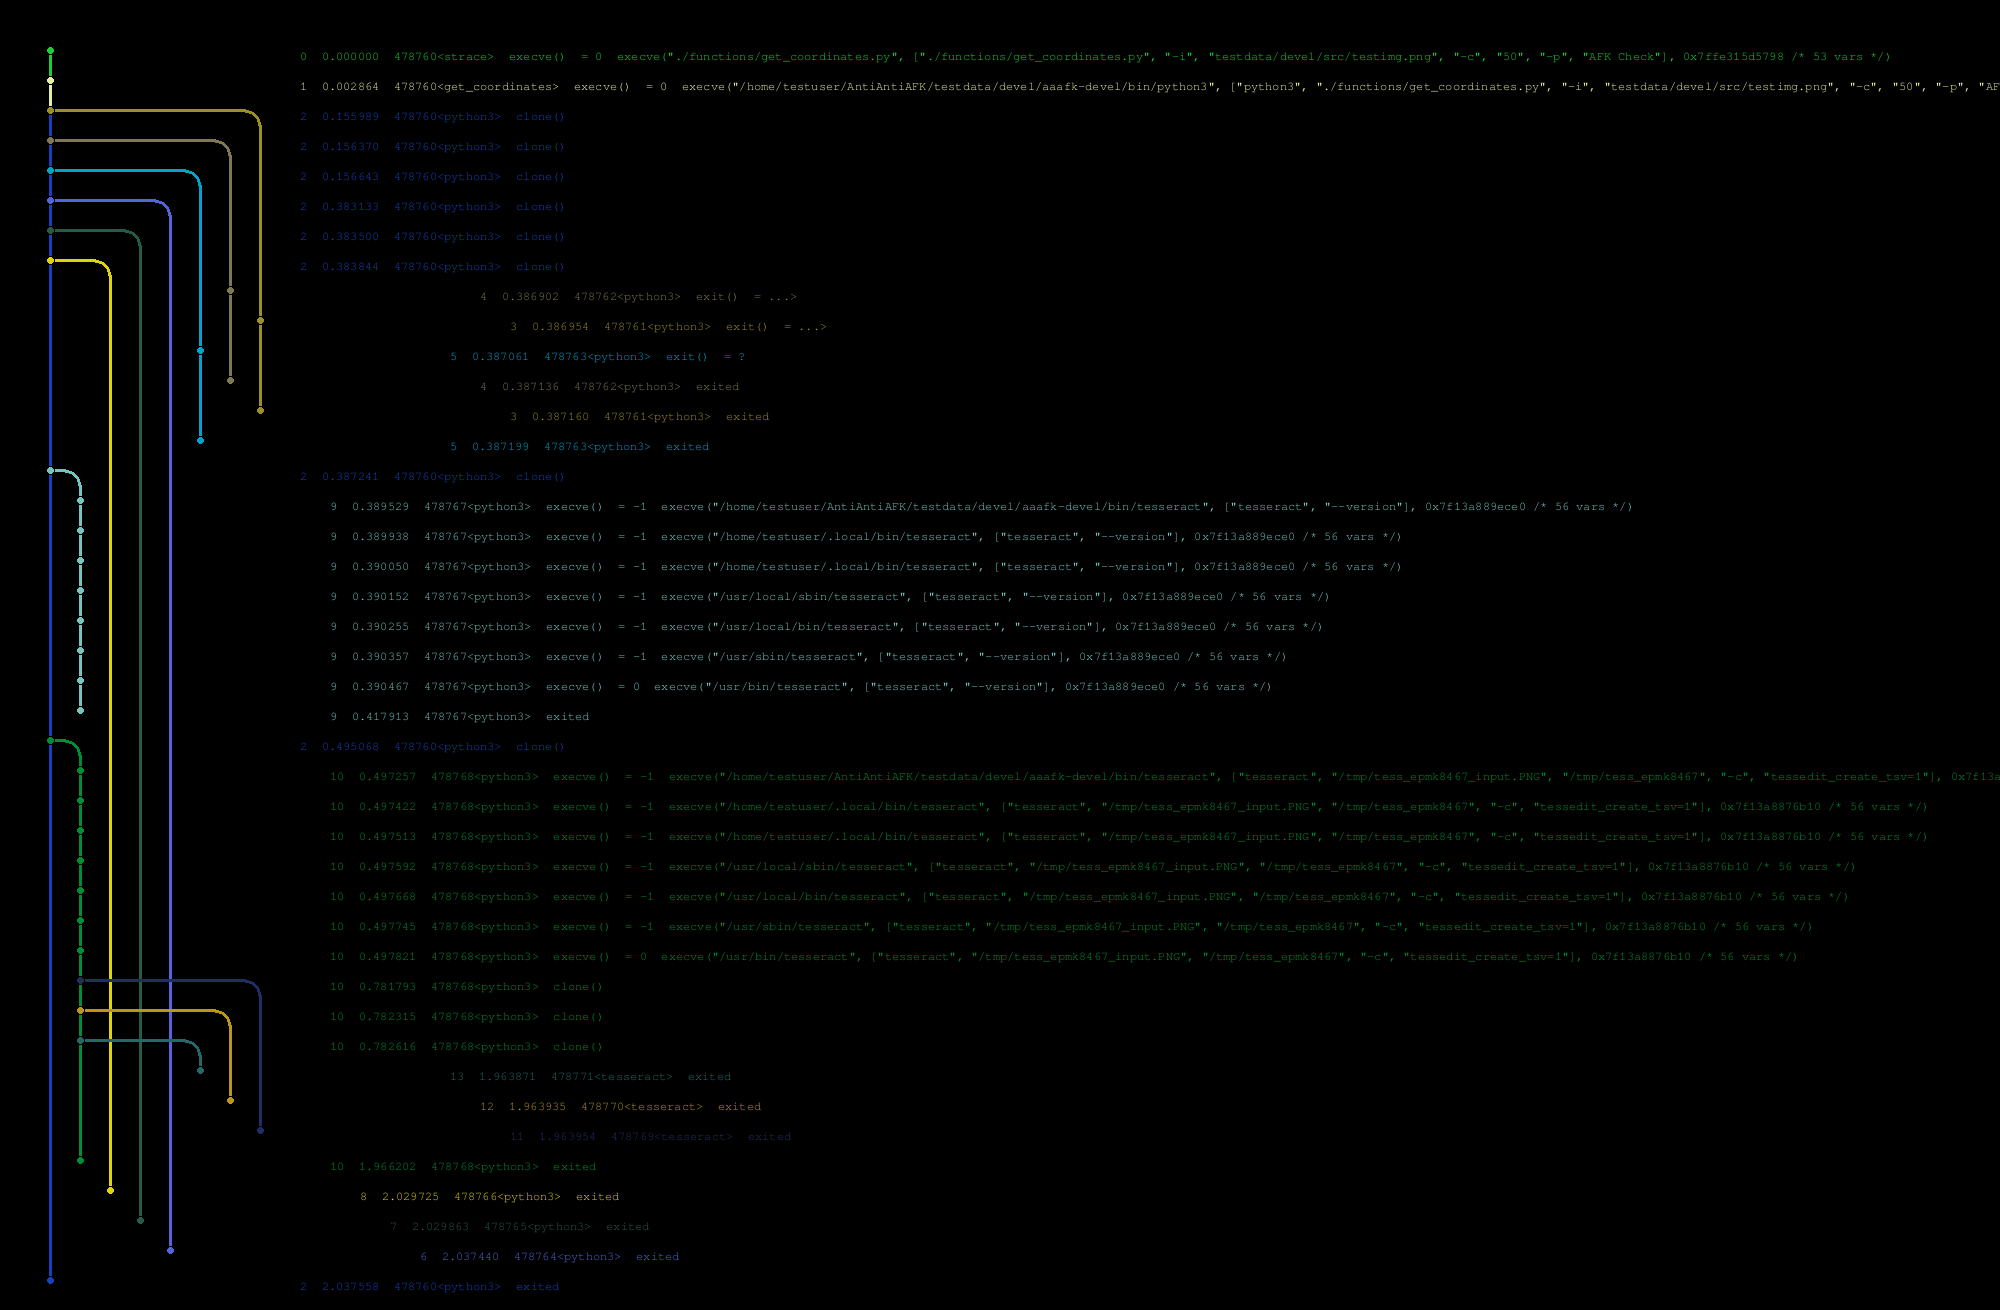 0  0.000000  478760<strace>  execve()  = 0  execve("./functions/get_coordinates.py", ["./functions/get_coordinates.py", "-i", "testdata/devel/src/testimg.png", "-c", "50", "-p", "AFK Check"], 0x7ffe315d5798 /* 53 vars */)
1  0.002864  478760<get_coordinates>  execve()  = 0  execve("/home/testuser/AntiAntiAFK/testdata/devel/aaafk-devel/bin/python3", ["python3", "./functions/get_coordinates.py", "-i", "testdata/devel/src/testimg.png", "-c", "50", "-p", "AF
2  0.155989  478760<python3>  clone()
2  0.156370  478760<python3>  clone()
2  0.156643  478760<python3>  clone()
2  0.383133  478760<python3>  clone()
2  0.383500  478760<python3>  clone()
2  0.383844  478760<python3>  clone()
4  0.386902  478762<python3>  exit()  = ...>
3  0.386954  478761<python3>  exit()  = ...>
5  0.387061  478763<python3>  exit()  = ?
4  0.387136  478762<python3>  exited
3  0.387160  478761<python3>  exited
5  0.387199  478763<python3>  exited
2  0.387241  478760<python3>  clone()
9  0.389529  478767<python3>  execve()  = -1  execve("/home/testuser/AntiAntiAFK/testdata/devel/aaafk-devel/bin/tesseract", ["tesseract", "--version"], 0x7f13a889ece0 /* 56 vars */)
9  0.389938  478767<python3>  execve()  = -1  execve("/home/testuser/.local/bin/tesseract", ["tesseract", "--version"], 0x7f13a889ece0 /* 56 vars */)
9  0.390050  478767<python3>  execve()  = -1  execve("/home/testuser/.local/bin/tesseract", ["tesseract", "--version"], 0x7f13a889ece0 /* 56 vars */)
9  0.390152  478767<python3>  execve()  = -1  execve("/usr/local/sbin/tesseract", ["tesseract", "--version"], 0x7f13a889ece0 /* 56 vars */)
9  0.390255  478767<python3>  execve()  = -1  execve("/usr/local/bin/tesseract", ["tesseract", "--version"], 0x7f13a889ece0 /* 56 vars */)
9  0.390357  478767<python3>  execve()  = -1  execve("/usr/sbin/tesseract", ["tesseract", "--version"], 0x7f13a889ece0 /* 56 vars */)
9  0.390467  478767<python3>  execve()  = 0  execve("/usr/bin/tesseract", ["tesseract", "--version"], 0x7f13a889ece0 /* 56 vars */)
9  0.417913  478767<python3>  exited
2  0.495068  478760<python3>  clone()
10  0.497257  478768<python3>  execve()  = -1  execve("/home/testuser/AntiAntiAFK/testdata/devel/aaafk-devel/bin/tesseract", ["tesseract", "/tmp/tess_epmk8467_input.PNG", "/tmp/tess_epmk8467", "-c", "tessedit_create_tsv=1"], 0x7f13a
10  0.497422  478768<python3>  execve()  = -1  execve("/home/testuser/.local/bin/tesseract", ["tesseract", "/tmp/tess_epmk8467_input.PNG", "/tmp/tess_epmk8467", "-c", "tessedit_create_tsv=1"], 0x7f13a8876b10 /* 56 vars */)
10  0.497513  478768<python3>  execve()  = -1  execve("/home/testuser/.local/bin/tesseract", ["tesseract", "/tmp/tess_epmk8467_input.PNG", "/tmp/tess_epmk8467", "-c", "tessedit_create_tsv=1"], 0x7f13a8876b10 /* 56 vars */)
10  0.497592  478768<python3>  execve()  = -1  execve("/usr/local/sbin/tesseract", ["tesseract", "/tmp/tess_epmk8467_input.PNG", "/tmp/tess_epmk8467", "-c", "tessedit_create_tsv=1"], 0x7f13a8876b10 /* 56 vars */)
10  0.497668  478768<python3>  execve()  = -1  execve("/usr/local/bin/tesseract", ["tesseract", "/tmp/tess_epmk8467_input.PNG", "/tmp/tess_epmk8467", "-c", "tessedit_create_tsv=1"], 0x7f13a8876b10 /* 56 vars */)
10  0.497745  478768<python3>  execve()  = -1  execve("/usr/sbin/tesseract", ["tesseract", "/tmp/tess_epmk8467_input.PNG", "/tmp/tess_epmk8467", "-c", "tessedit_create_tsv=1"], 0x7f13a8876b10 /* 56 vars */)
10  0.497821  478768<python3>  execve()  = 0  execve("/usr/bin/tesseract", ["tesseract", "/tmp/tess_epmk8467_input.PNG", "/tmp/tess_epmk8467", "-c", "tessedit_create_tsv=1"], 0x7f13a8876b10 /* 56 vars */)
10  0.781793  478768<python3>  clone()
10  0.782315  478768<python3>  clone()
10  0.782616  478768<python3>  clone()
13  1.963871  478771<tesseract>  exited
12  1.963935  478770<tesseract>  exited
11  1.963954  478769<tesseract>  exited
10  1.966202  478768<python3>  exited
8  2.029725  478766<python3>  exited
7  2.029863  478765<python3>  exited
6  2.037440  478764<python3>  exited
2  2.037558  478760<python3>  exited